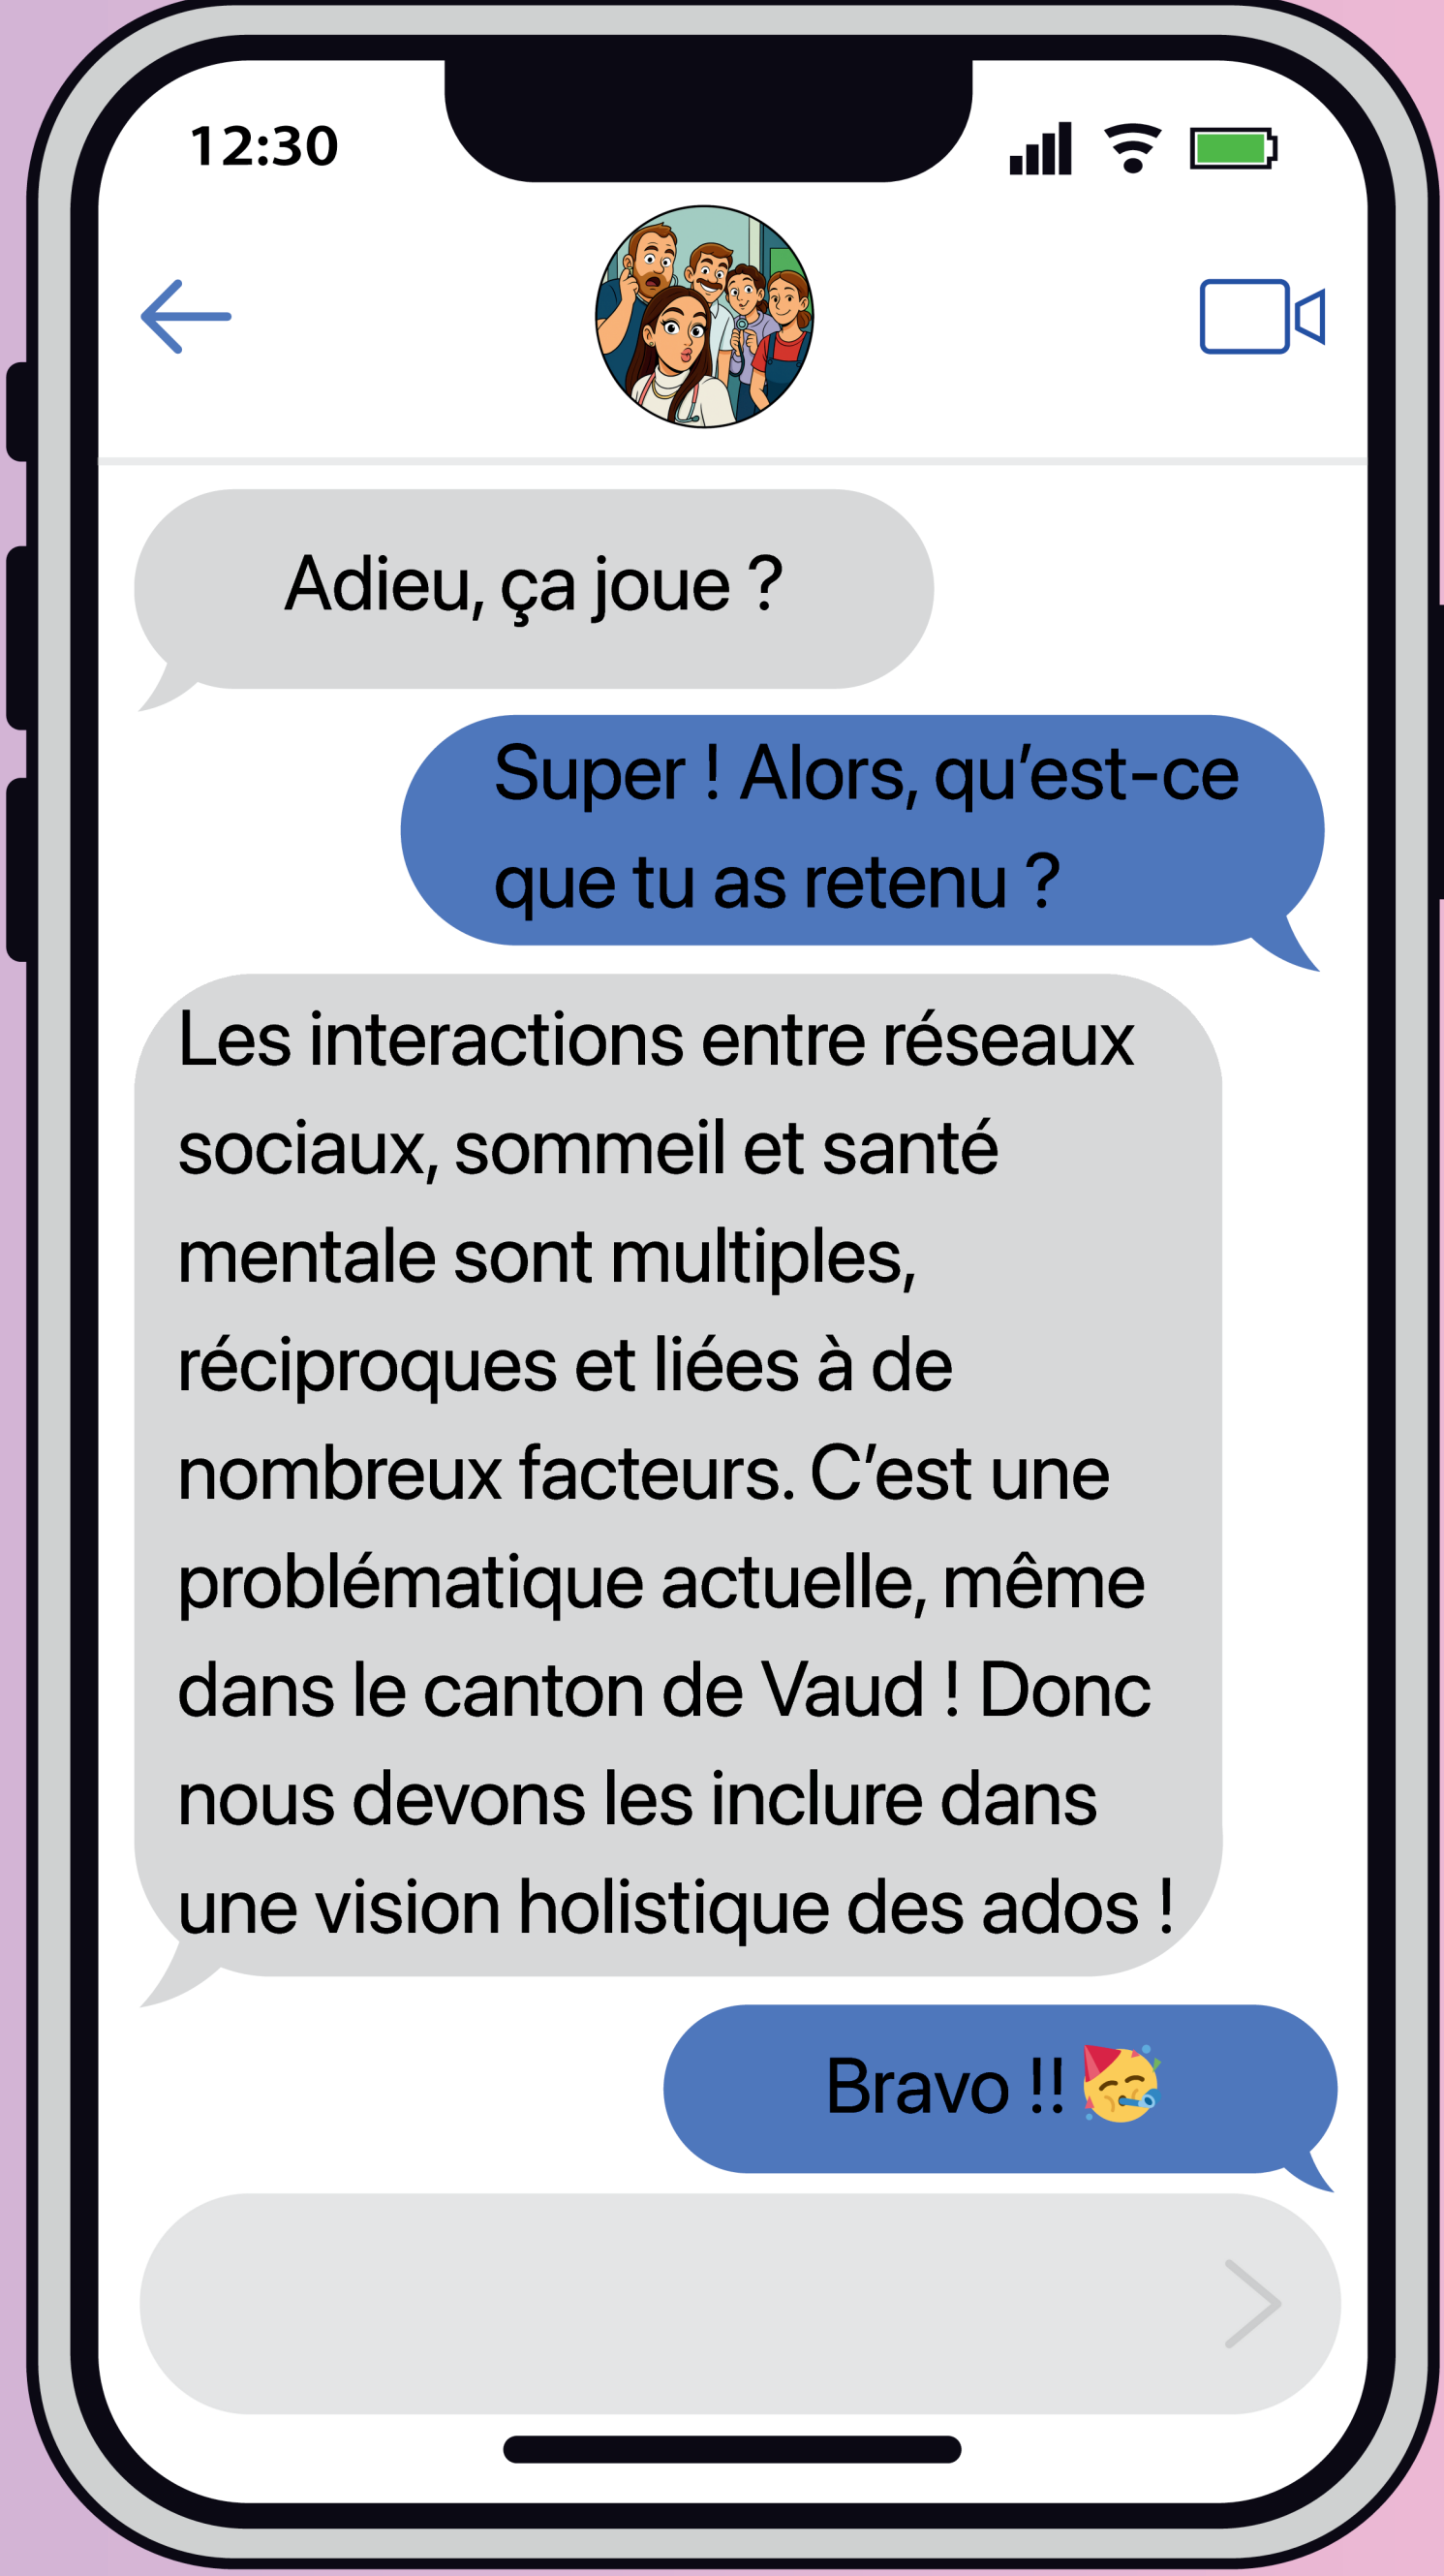 12:30
Adieu, ça joue ?
Super ! Alors, qu’est-ce
que tu as retenu ?
Les interactions entre réseaux
sociaux, sommeil et santé
mentale sont multiples,
réciproques et liées à de
nombreux facteurs. C’est une
problématique actuelle, même
dans le canton de Vaud ! Donc
nous devons les inclure dans
une vision holistique des ados !
Bravo !! 🥳